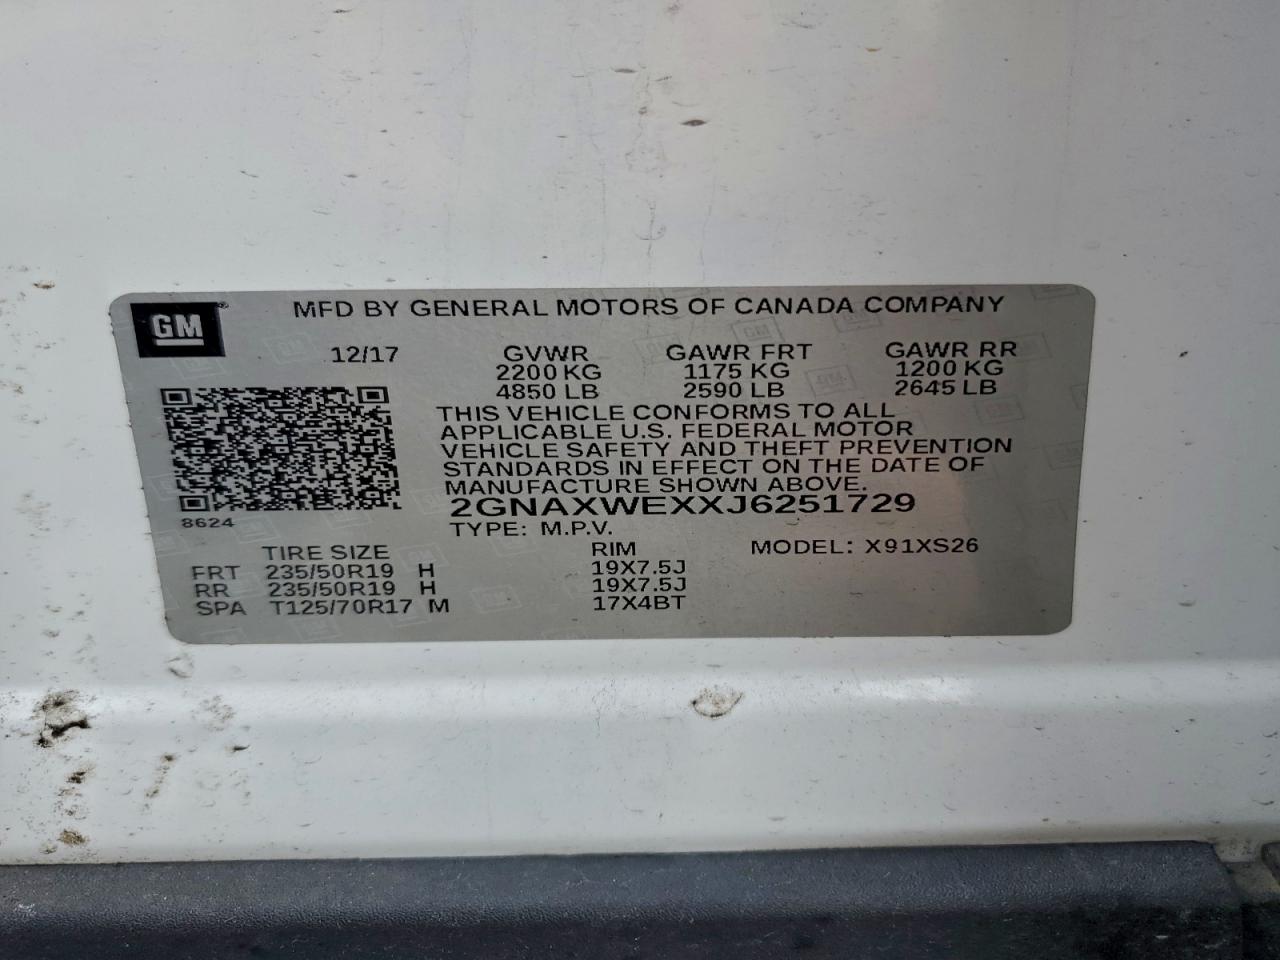 GM
MFD BY GENERAL MOTORS OF CANADA COMPANY
12/17 GVWR GAWR FRT GAWR RR
2200 KG 1175 KG 1200 KG
4850 LB 2590 LB 2645 LB
THIS VEHICLE CONFORMS TO ALL
APPLICABLE U.S. FEDERAL MOTOR
VEHICLE SAFETY AND THEFT PREVENTION
STANDARDS IN EFFECT ON THE DATE OF
MANUFACTURE SHOWN ABOVE.
2GNAXWEXXJ6251729
8624
TYPE: M.P.V.
TIRE SIZE RIM MODEL: X91XS26
FRT 235/50R19 H 19X7.5J
RR 235/50R19 H 19X7.5J
SPA T125/70R17 M 17X4BT